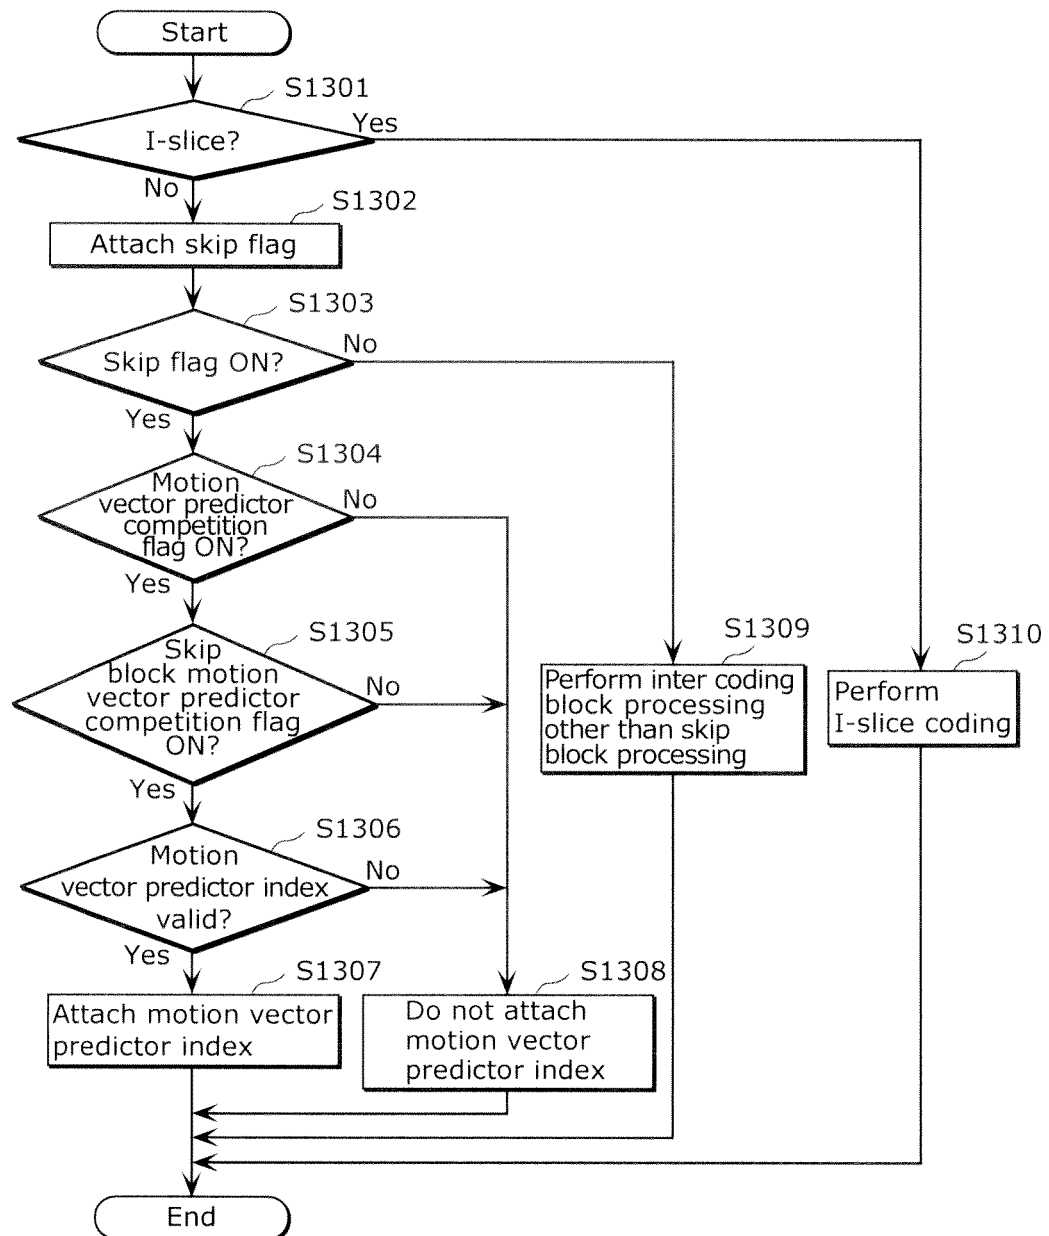 Start
S1301
I-slice?
Yes
No
S1302
Attach skip flag
S1303
Skip flag ON?
No
Yes
S1304
Motion
vector predictor
competition
flag ON?
No
Yes
S1305
Skip
block motion
vector predictor
competition flag
ON?
No
Yes
S1306
Motion
vector predictor index
valid?
No
Yes
S1307
Attach motion vector
predictor index
S1308
Do not attach
motion vector
predictor index
S1309
Perform inter coding
block processing
other than skip
block processing
S1310
Perform
I-slice coding
End